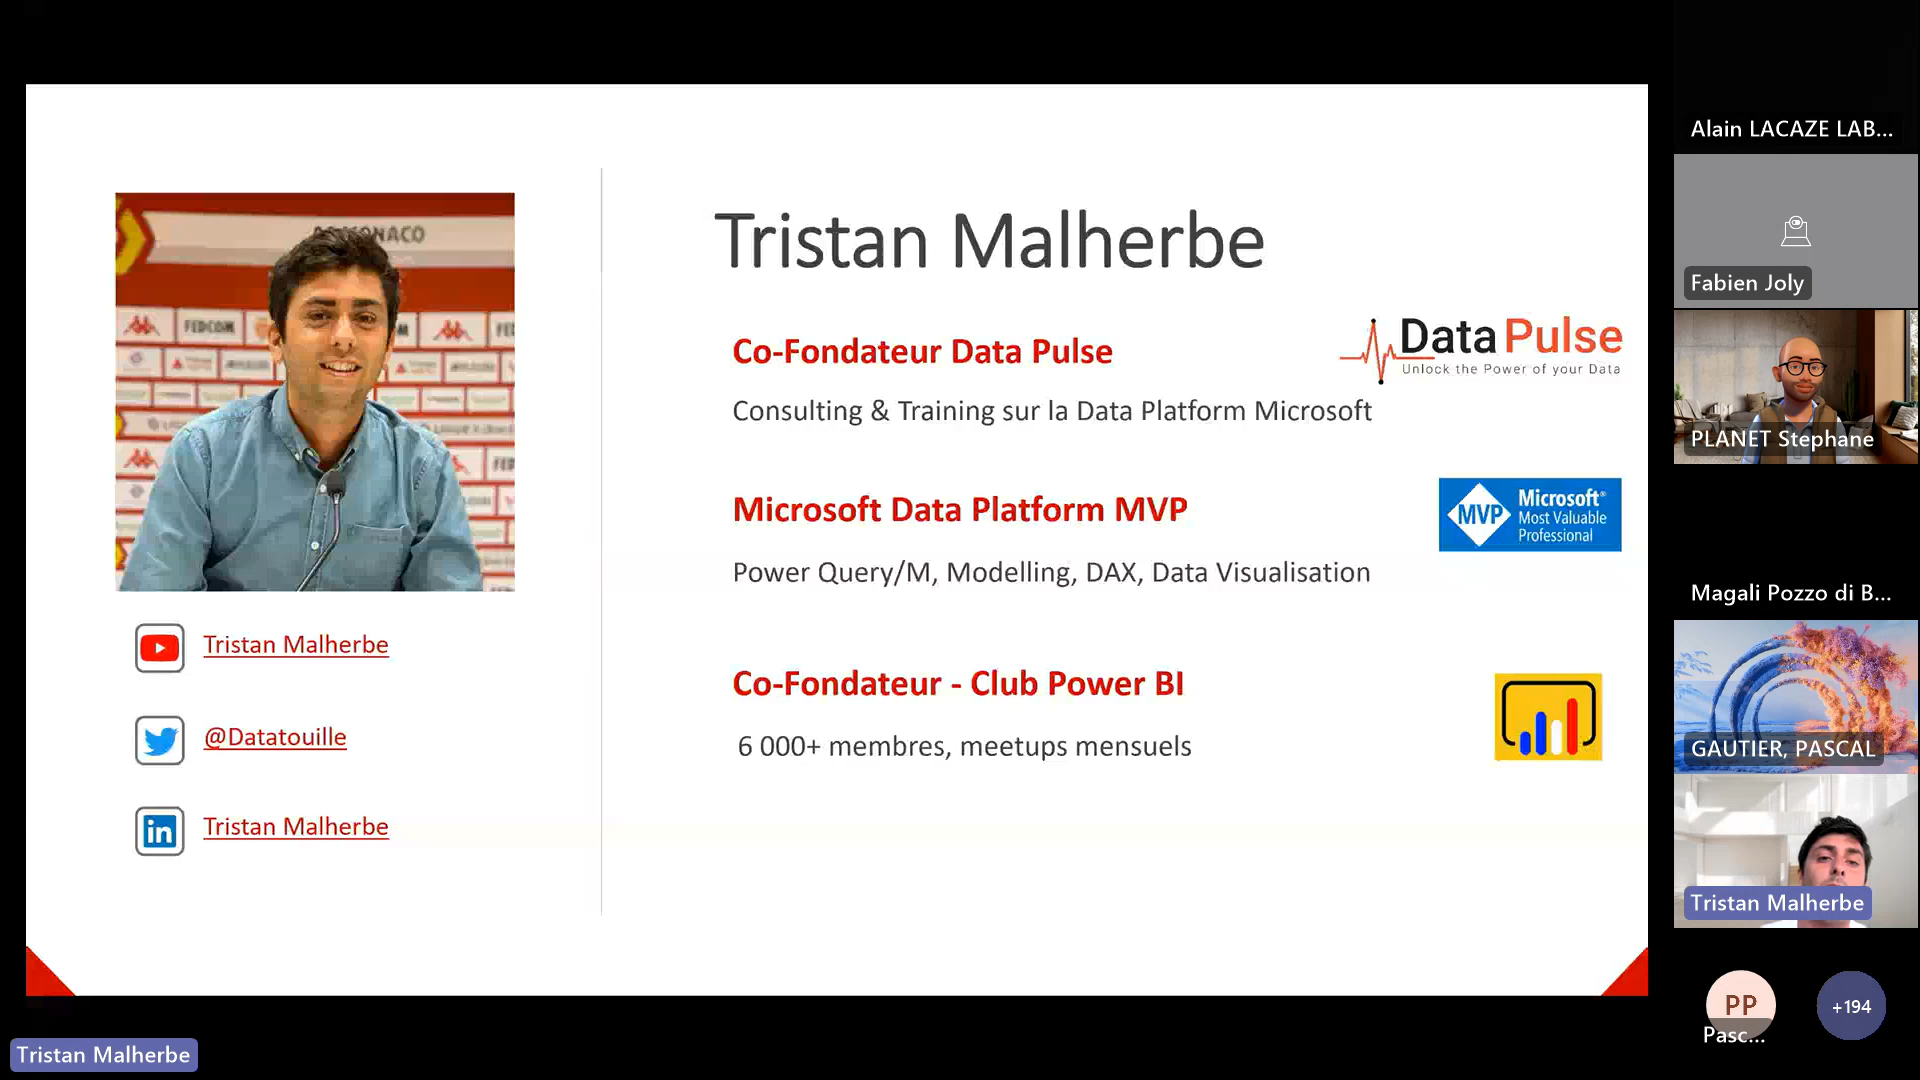 Tristan Malherbe
Co-Fondateur Data Pulse
Data Pulse
Unlock the Power of your Data
Consulting & Training sur la Data Platform Microsoft
Microsoft Data Platform MVP
MVP
Microsoft®
Most Valuable
Professional
Power Query/M, Modelling, DAX, Data Visualisation
Co-Fondateur - Club Power BI
6 000+ membres, meetups mensuels
FEDCOM
Tristan Malherbe
@Datatouille
in
Tristan Malherbe
Alain LACAZE LAB...
Fabien Joly
PLANET Stephane
Magali Pozzo di B...
GAUTIER, PASCAL
Tristan Malherbe
PP
Pasc...
+194
Tristan Malherbe